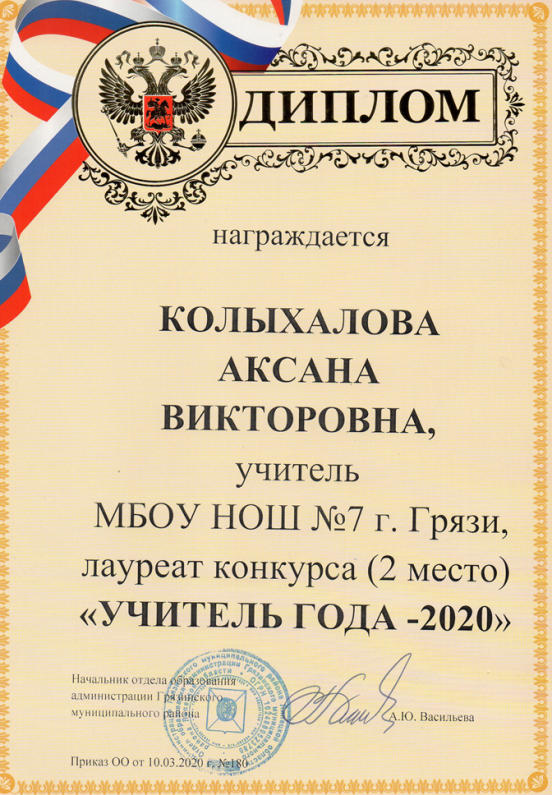 ДИПЛОМ
награждается
КОЛЫХАЛОВА
АКСАНА
ВИКТОРОВНА,
учитель
МБОУ НОШ №7 г. Грязи,
лауреат конкурса (2 место)
«УЧИТЕЛЬ ГОДА -2020»
Начальник отдела образования
администрации Грязинского
муниципального района
А.Ю. Васильева
Приказ ОО от 10.03.2020 г. №180